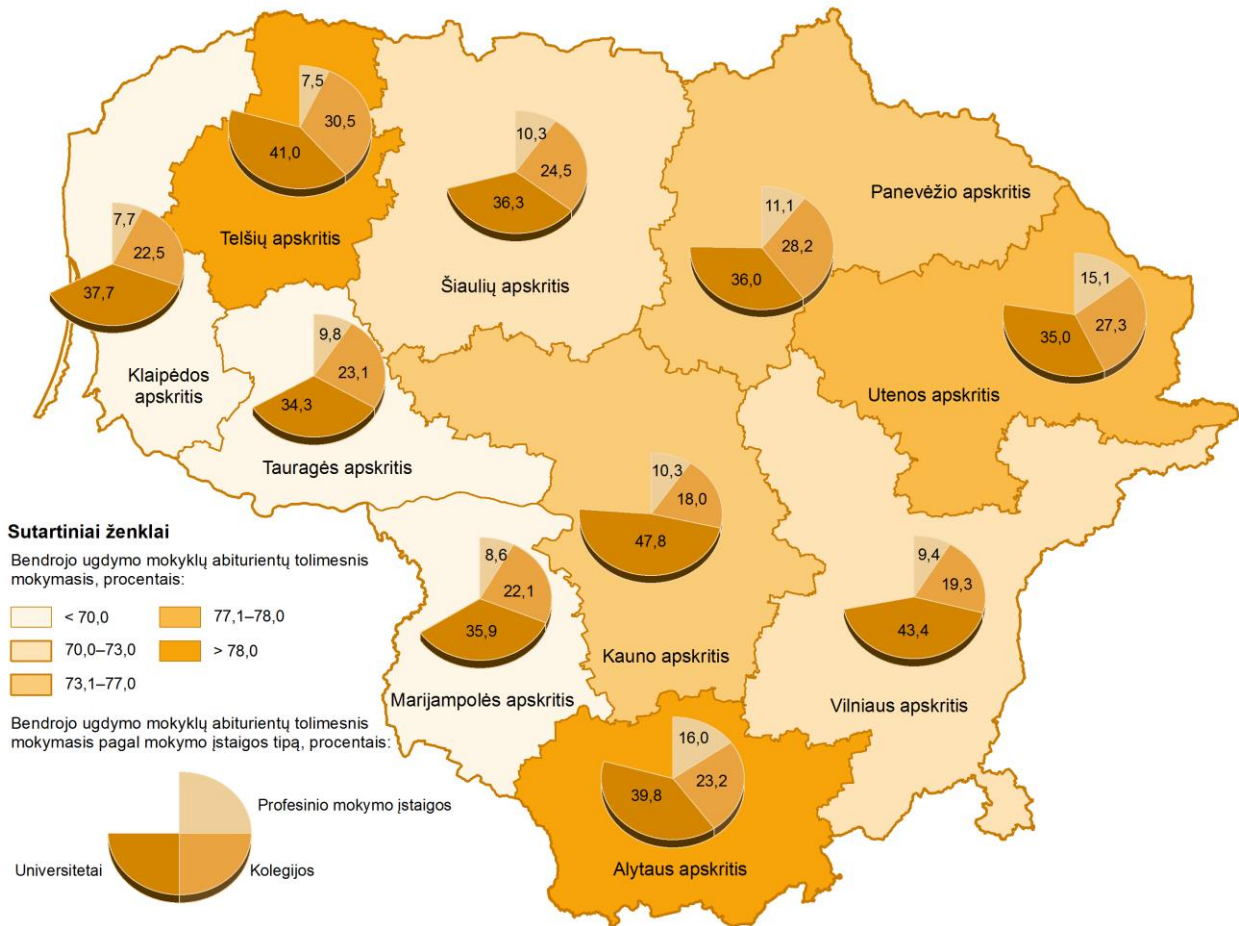 7,5
30,5
41,0
Telšių apskritis
10,3
24,5
36,3
Šiaulių apskritis
11,1
28,2
36,0
Panevėžio apskritis
7,7
22,5
37,7
Klaipėdos
apskritis
15,1
27,3
35,0
Utenos apskritis
9,8
23,1
34,3
Tauragės apskritis
10,3
18,0
47,8
Kauno apskritis
8,6
22,1
35,9
Marijampolės apskritis
9,4
19,3
43,4
Vilniaus apskritis
16,0
23,2
39,8
Alytaus apskritis
Sutartiniai ženklai
Bendrojo ugdymo mokyklų abiturientų tolimesnis
mokymasis, procentais:
< 70,0
77,1–78,0
70,0–73,0
> 78,0
73,1–77,0
Bendrojo ugdymo mokyklų abiturientų tolimesnis
mokymasis pagal mokymo įstaigos tipą, procentais:
Profesinio mokymo įstaigos
Universitetai
Kolegijos